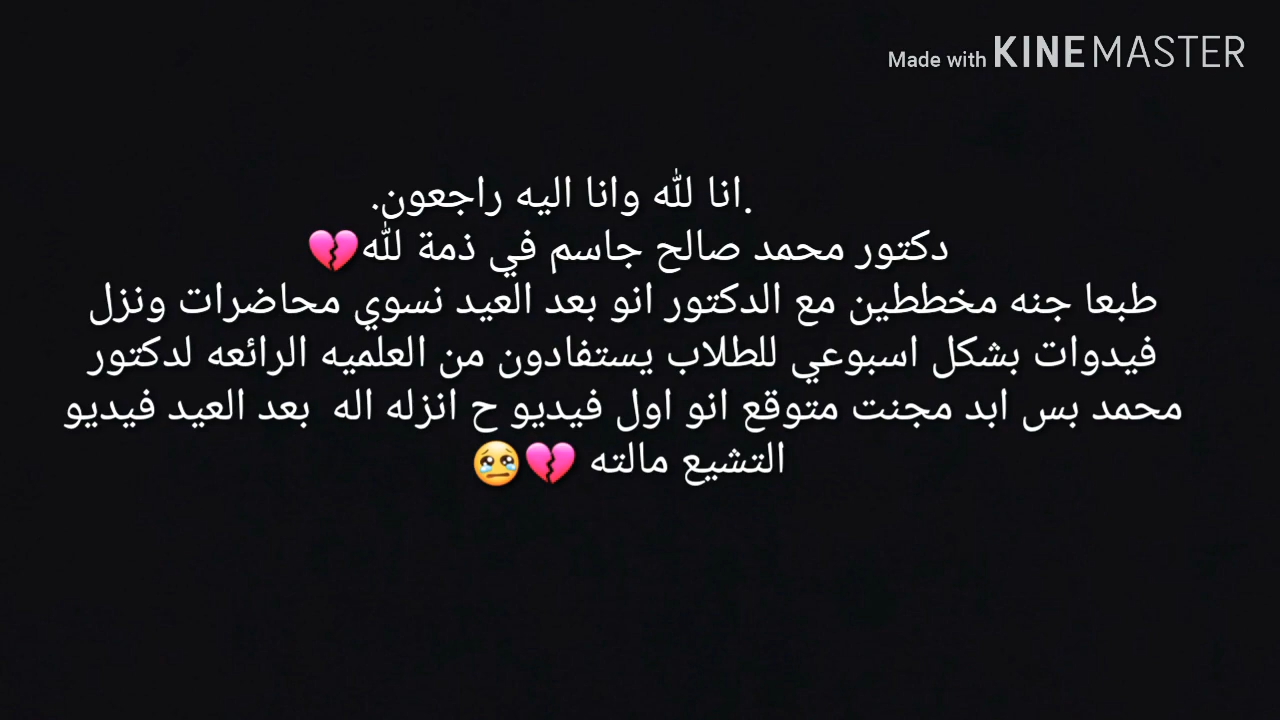 Made with KINEMASTER
.انا لله وانا اليه راجعون.
دكتور محمد صالح جاسم في ذمة لله💔
طبعا جنه مخططين مع الدكتور انو بعد العيد نسوي محاضرات ونزل
فيدوات بشكل اسبوعي للطلاب يستفادون من العلميه الرائعه لدكتور
محمد بس ابد مجنت متوقع انو اول فيديو ح انزله اله بعد العيد فيديو
التشيع مالته 💔🥹